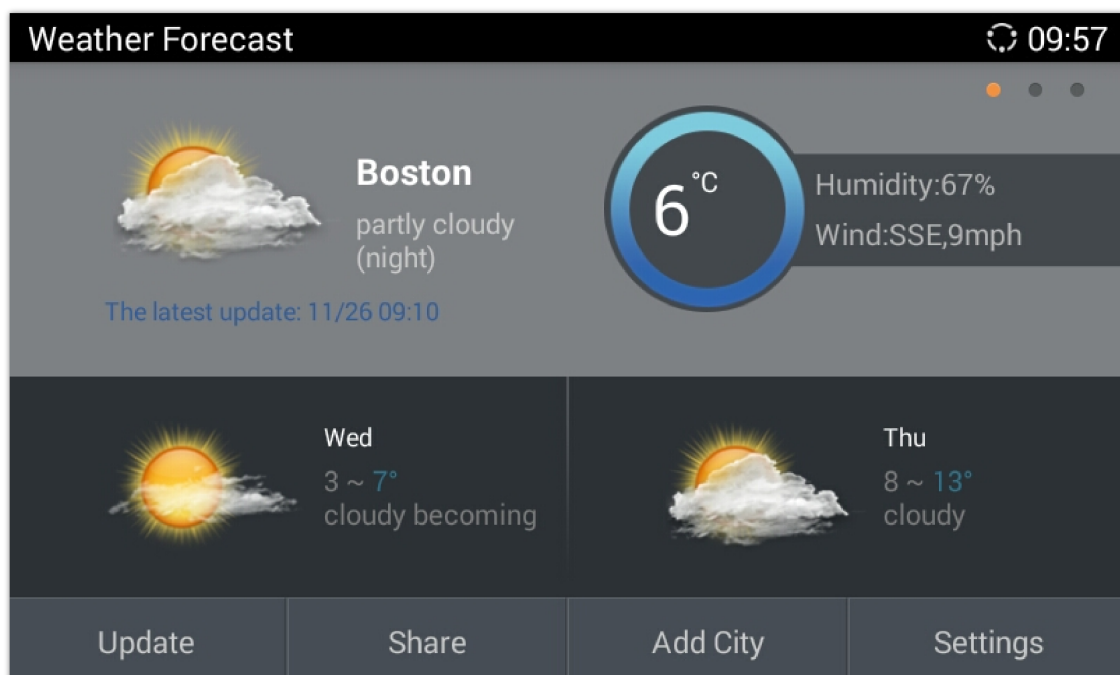 Weather Forecast
09:57
Boston
partly cloudy
(night)
The latest update: 11/26 09:10
6 °C
Humidity:67%
Wind:SSE,9mph
Wed
3 ~ 7°
cloudy becoming
Thu
8 ~ 13°
cloudy
Update
Share
Add City
Settings